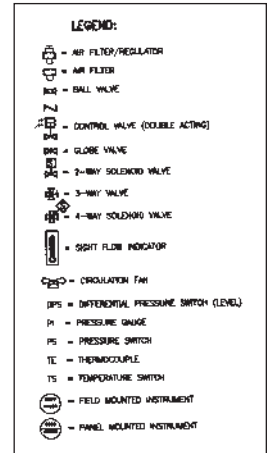 LEGEND:
= AIR FILTER/REGULATOR
= AIR FILTER
= BALL VALVE
= CONTROL VALVE (DOUBLE ACTING)
= GLOBE VALVE
= 2-WAY SOLENOID VALVE
= 3-WAY VALVE
= 4-WAY SOLENOID VALVE
= SIGHT FLOW INDICATOR
= CIRCULATION FAN
DPS = DIFFERENTIAL PRESSURE SWITCH (LEVEL)
PI = PRESSURE GAUGE
PS = PRESSURE SWITCH
TE = THERMOCOUPLE
TS = TEMPERATURE SWITCH
= FIELD MOUNTED INSTRUMENT
= PANEL MOUNTED INSTRUMENT